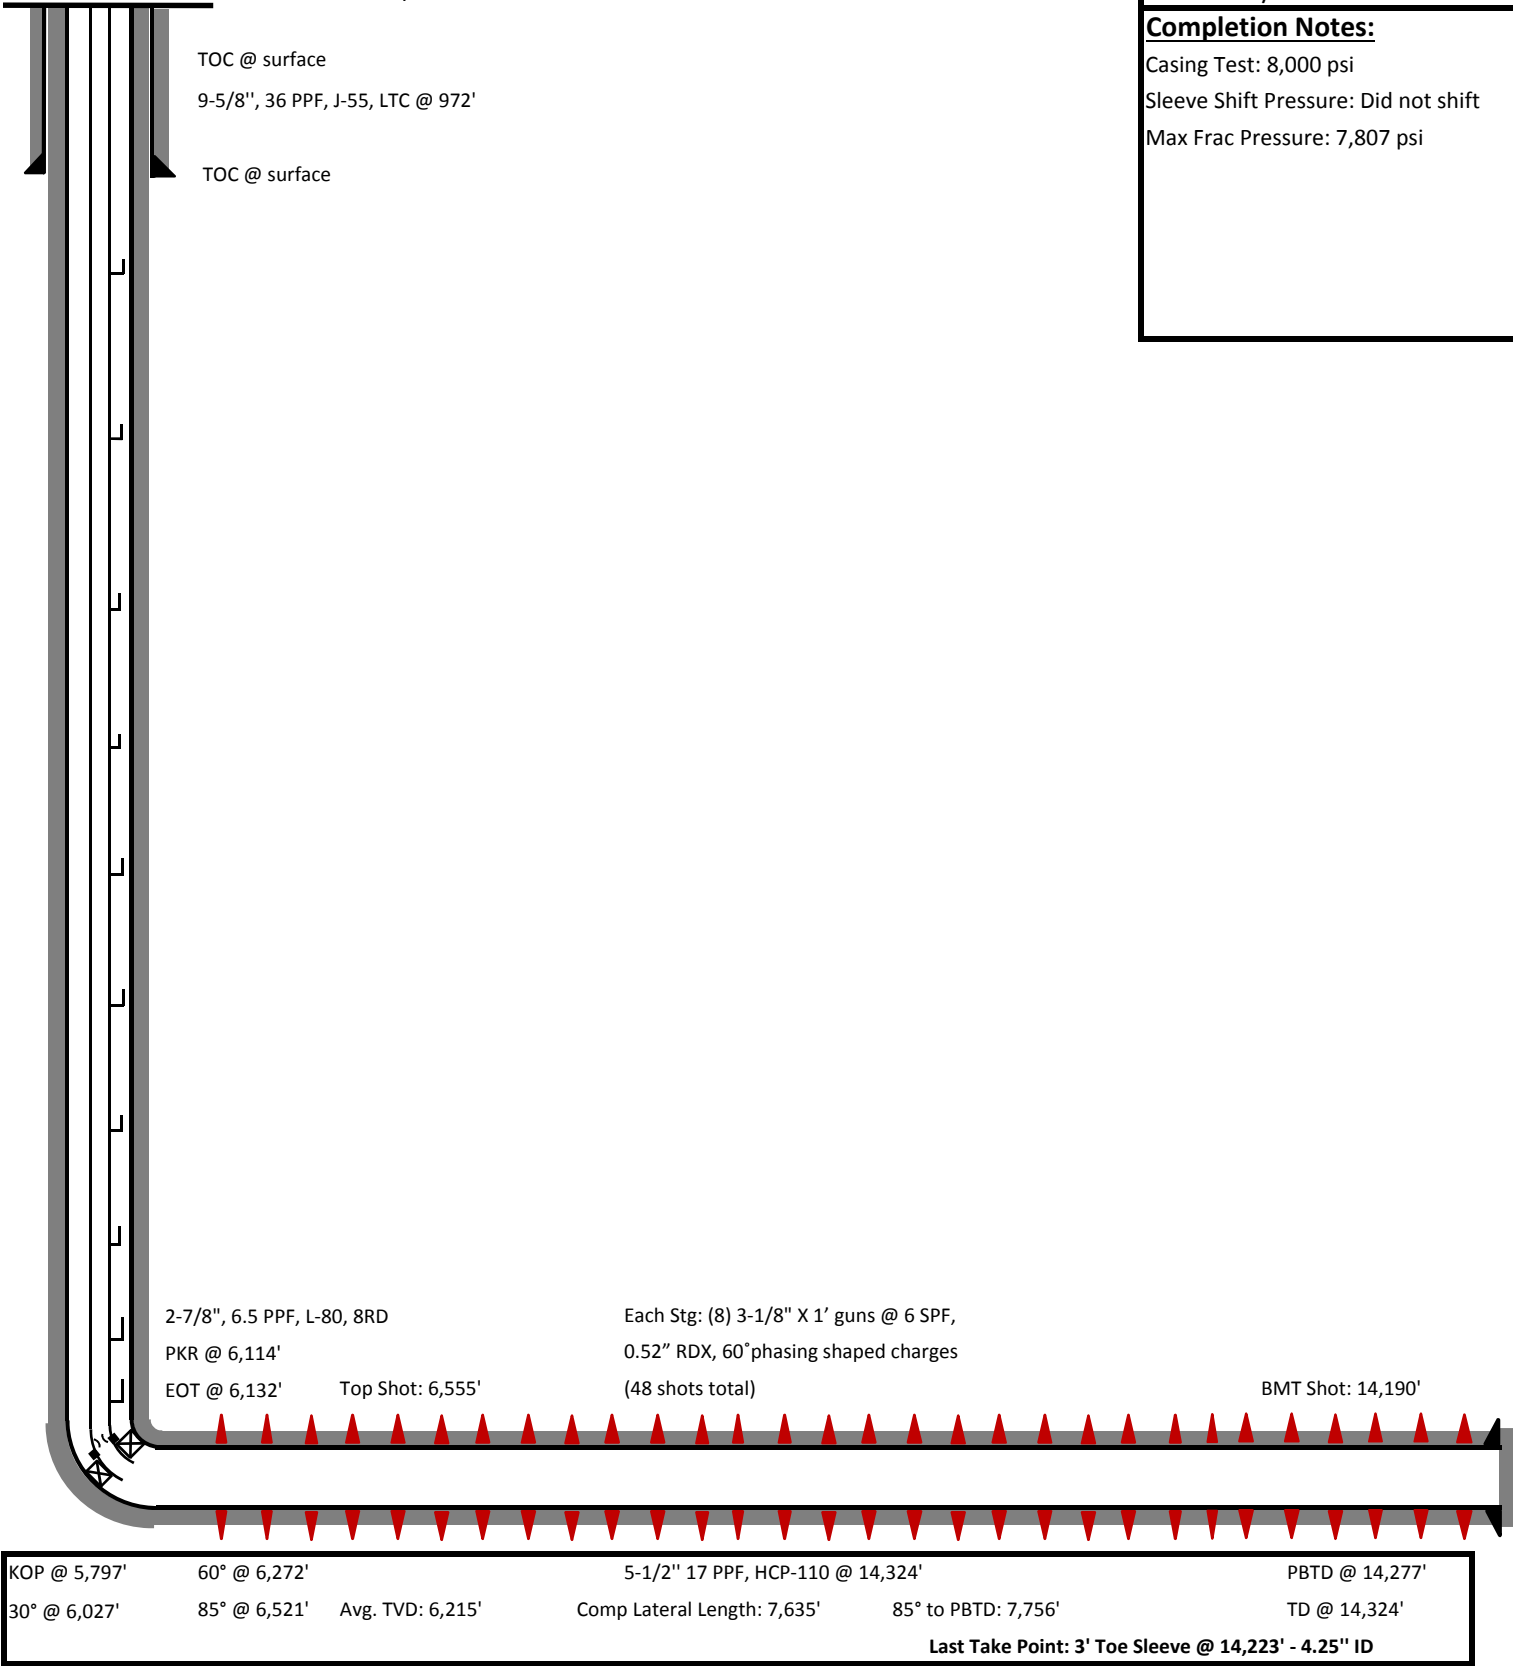 TOC @ surface
9-5/8'', 36 PPF, J-55, LTC @ 972'
TOC @ surface
Completion Notes:
Casing Test: 8,000 psi
Sleeve Shift Pressure: Did not shift
Max Frac Pressure: 7,807 psi
2-7/8", 6.5 PPF, L-80, 8RD
PKR @ 6,114'
EOT @ 6,132'
Top Shot: 6,555'
Each Stg: (8) 3-1/8" X 1’ guns @ 6 SPF,
0.52” RDX, 60˚phasing shaped charges
(48 shots total)
BMT Shot: 14,190'
KOP @ 5,797'
60° @ 6,272'
5-1/2'' 17 PPF, HCP-110 @ 14,324'
PBTD @ 14,277'
30° @ 6,027'
85° @ 6,521'
Avg. TVD: 6,215'
Comp Lateral Length: 7,635'
85° to PBTD: 7,756'
TD @ 14,324'
Last Take Point: 3' Toe Sleeve @ 14,223' - 4.25'' ID